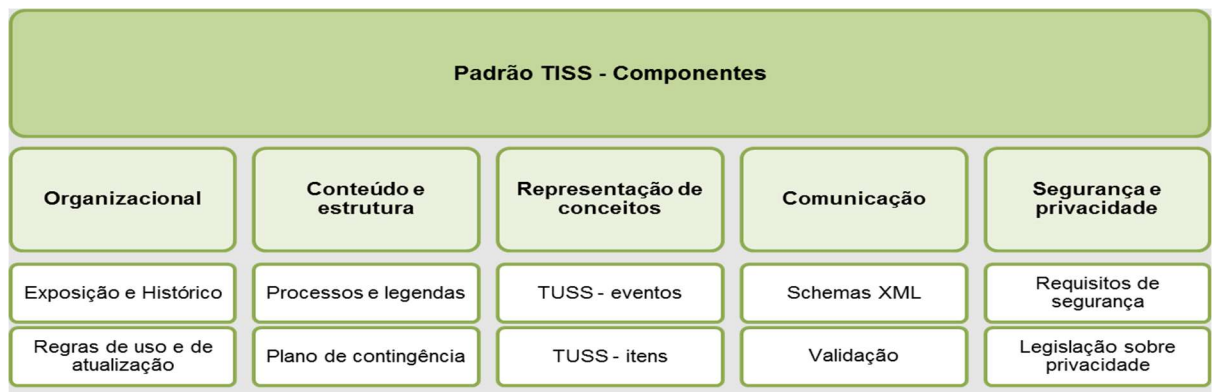 Padrão TISS - Componentes
Organizacional
Conteúdo e
estrutura
Representação de
conceitos
Comunicação
Segurança e
privacidade
Exposição e Histórico
Processos e legendas
TUSS - eventos
Schemas XML
Requisitos de
segurança
Regras de uso e de
atualização
Plano de contingência
TUSS - itens
Validação
Legislação sobre
privacidade